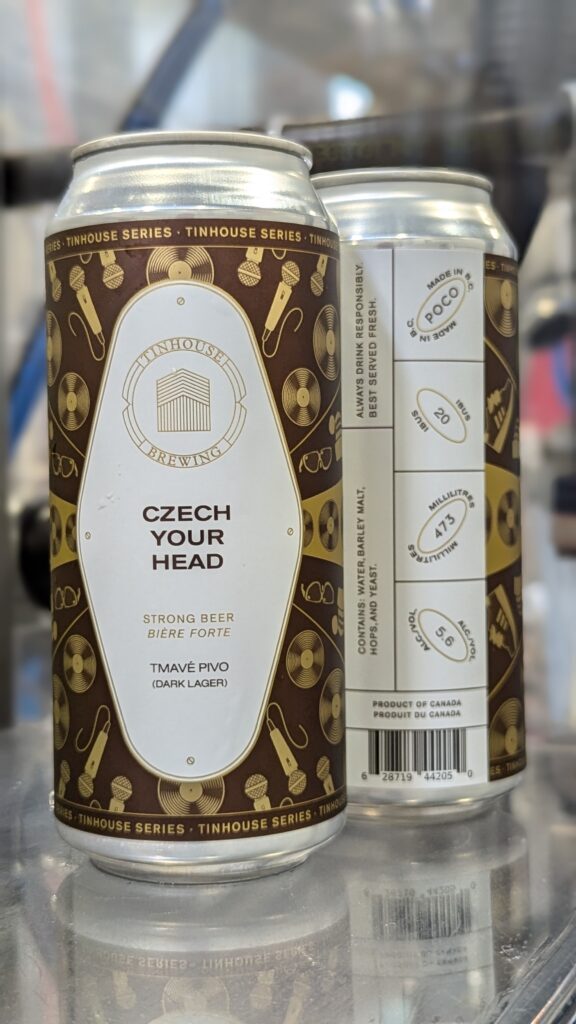 TINHOUSE SERIES · TINHOUSE SERIES · TINHOUSE
TINHOUSE
BREWING
CZECH
YOUR
HEAD
STRONG BEER
BIÈRE FORTE
TMAVÉ PIVO
(DARK LAGER)
TINHOUSE SERIES · TINHOUSE SERIES · TINHOUSE
ALWAYS DRINK RESPONSIBLY.
BEST SERVED FRESH.
CONTAINS: WATER, BARLEY MALT,
HOPS, AND YEAST.
MADE IN B.C.
POCO
MADE IN B.C.
IBUS
20
IBUS
MILLILITRES
473
MILLILITRES
ALC/VOL
5.6
ALC/VOL
PRODUCT OF CANADA
PRODUIT DU CANADA
6 28719 44205 0